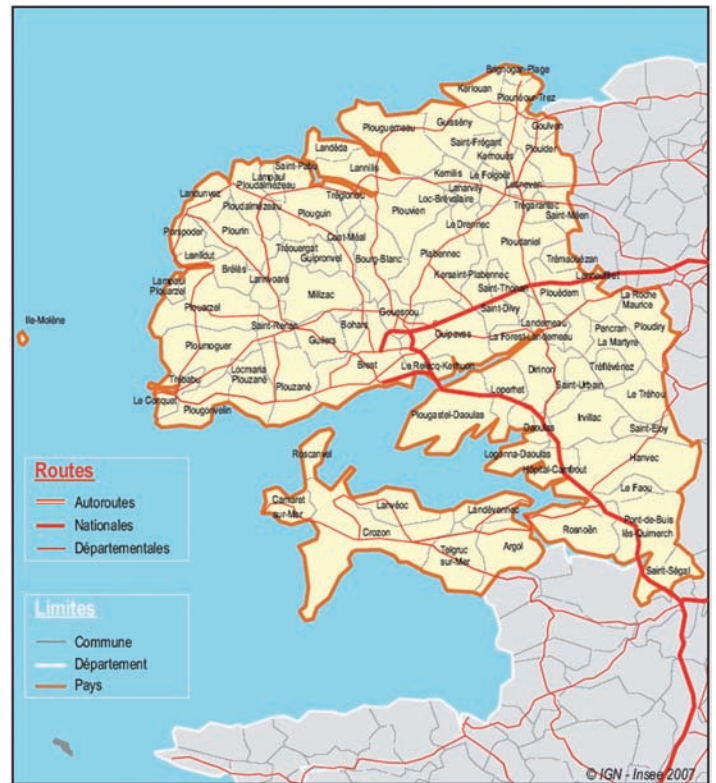 Brignogan-Plage
Kerlouan
Plounéour-Trez
Guissény
Goulven
Plouguerneau
Saint-Frégant
Plouider
Landéda
Kernouës
Saint-Pabu
Lannilis
Kernilis
Le Folgoët
Lampaul
Ploudalmézeau
Lanarvily
Lesneven
Landunvez
Tréglonou
Loc-Brévalaire
Trégarantec
Ploudalmézeau
Plouguin
Plouvien
Saint-Méen
Porspoder
Plourin
Coat-Méal
Le Drennec
Lanildut
Tréouergat
Guipronvel
Bourg-Blanc
Plabennec
Ploudaniel
Brélès
Lanrivoaré
Kersaint-Plabennec
Trémaouézan
Lampaul
Plouarzel
Milizac
Saint-Thonan
Plouédern
Lanneuffret
Ile-Molène
Plouarzel
Gouesnou
Saint-Divy
La Roche
Maurice
Saint-Renan
Bohars
Guipavas
Landerneau
Pencran
Ploudiry
Ploumoguer
Guilers
La Forest-Landerneau
La Martyre
Trébabu
Locmaria
Plouzané
Brest
Le Relecq-Kerhuon
Dirinon
Tréflévénez
Le Conquet
Plouzané
Loperhet
Saint-Urbain
Le Tréhou
Plougonvelin
Plougastel-Daoulas
Irvillac
Daoulas
Saint-Eloy
Roscanvel
Logonna-Daoulas
Hanvec
Hôpital-Camfrout
Routes
Autoroutes
Nationales
Départementales
Camaret
sur-Mer
Lanvéoc
Landévennec
Le Faou
Crozon
Rosnoën
Pont-de-Buis
lès-Quimerch
Telgruc
sur-Mer
Argol
Saint-Ségal
Limites
Commune
Département
Pays
© IGN - Insee 2007